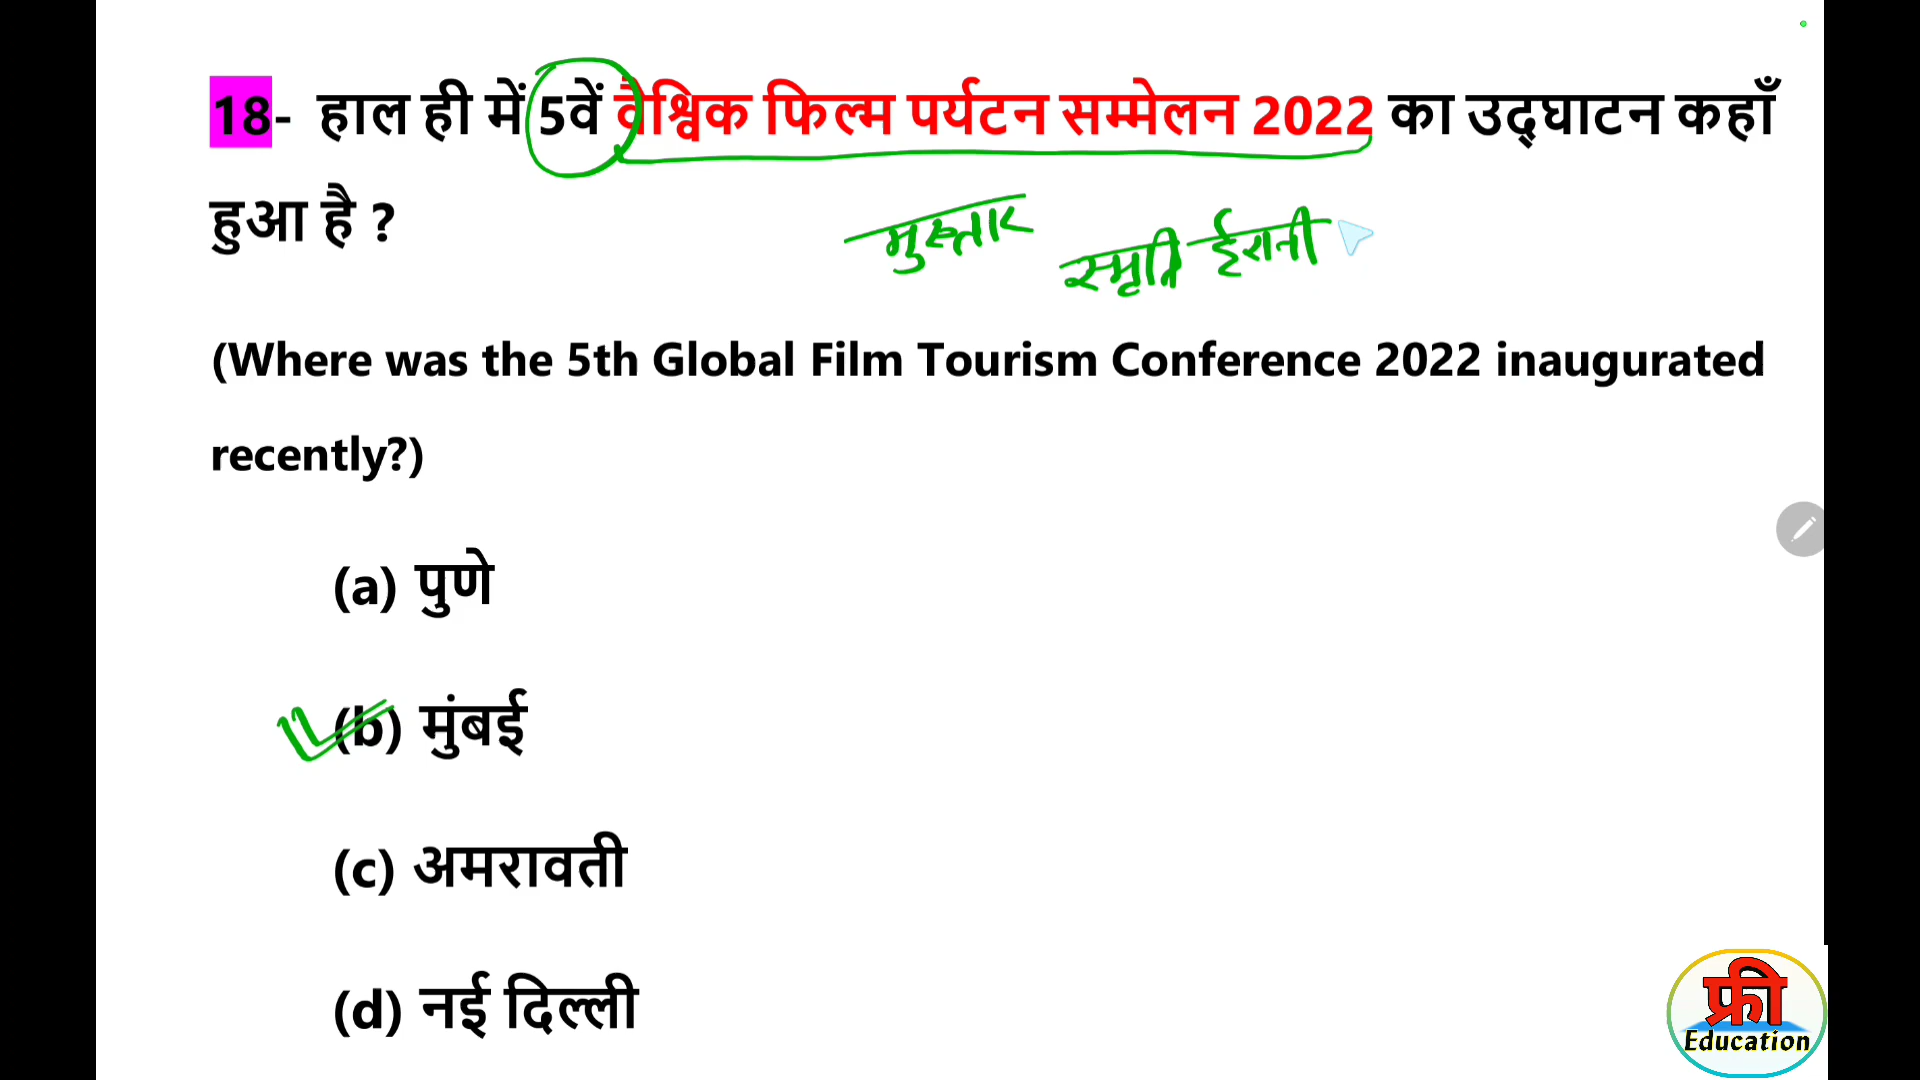 18- हाल ही में 5वें वैश्विक फिल्म पर्यटन सम्मेलन 2022 का उद्घाटन कहाँ
हुआ है ?
मुख्तार
स्मृति ईरानी
(Where was the 5th Global Film Tourism Conference 2022 inaugurated
recently?)
(a) पुणे
(b) मुंबई
(c) अमरावती
(d) नई दिल्ली
फ्री
Education